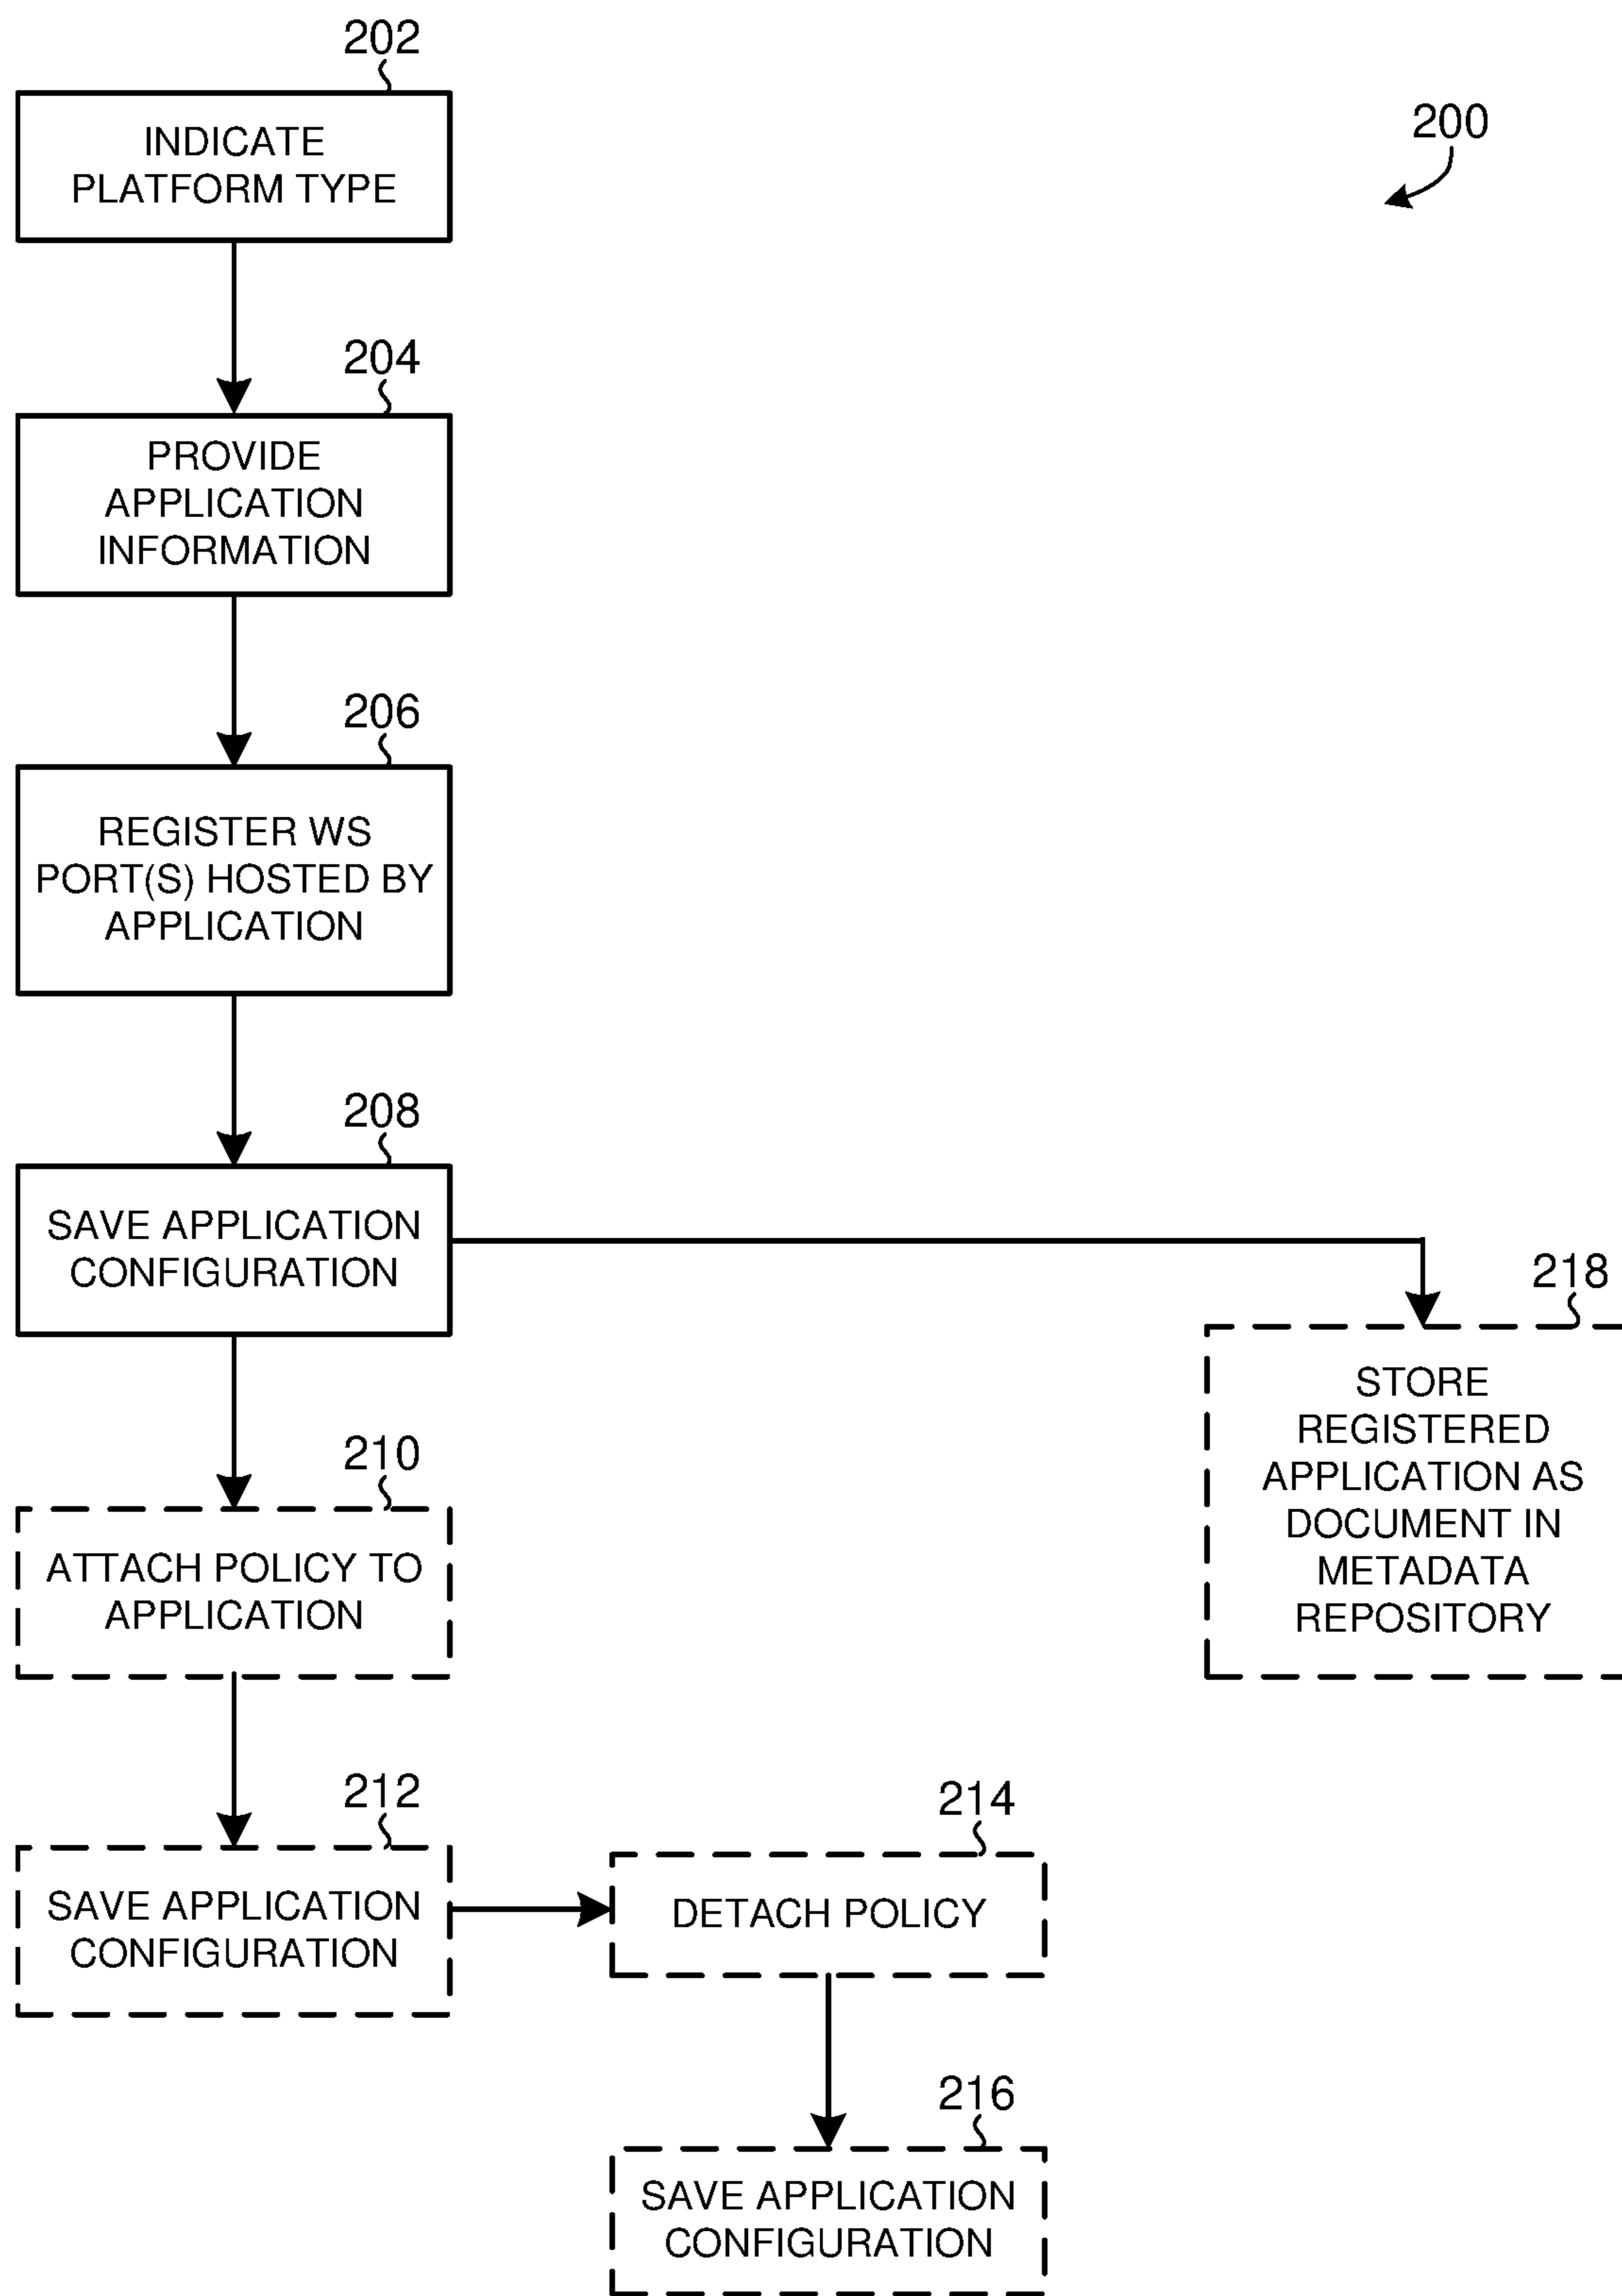 202
INDICATE
PLATFORM TYPE
200
204
PROVIDE
APPLICATION
INFORMATION
206
REGISTER WS
PORT(S) HOSTED BY
APPLICATION
208
SAVE APPLICATION
CONFIGURATION
218
STORE
REGISTERED
APPLICATION AS
DOCUMENT IN
METADATA
REPOSITORY
210
ATTACH POLICY TO
APPLICATION
212
SAVE APPLICATION
CONFIGURATION
214
DETACH POLICY
216
SAVE APPLICATION
CONFIGURATION